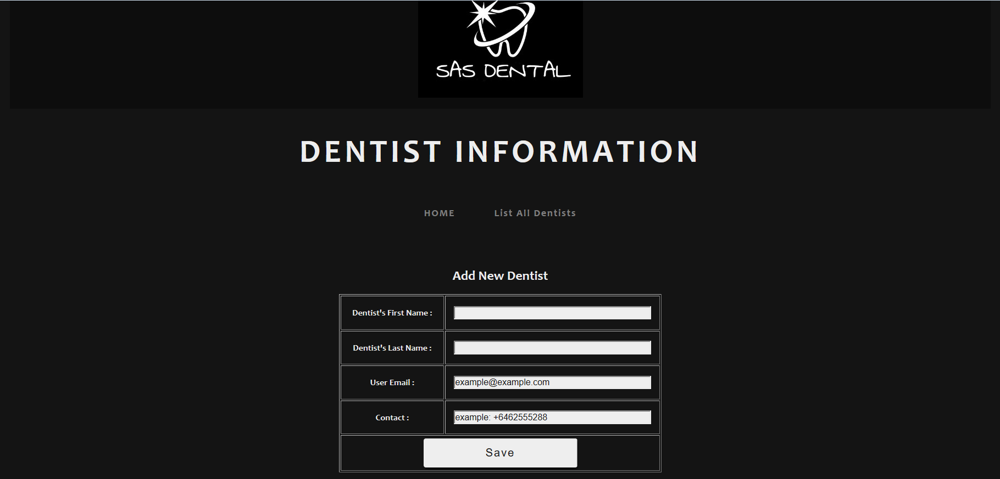 SAS DENTAL
DENTIST INFORMATION
HOME List All Dentists
Add New Dentist
Dentist's First Name :
Dentist's Last Name :
User Email : example@example.com
Contact : example: +6462555288
Save